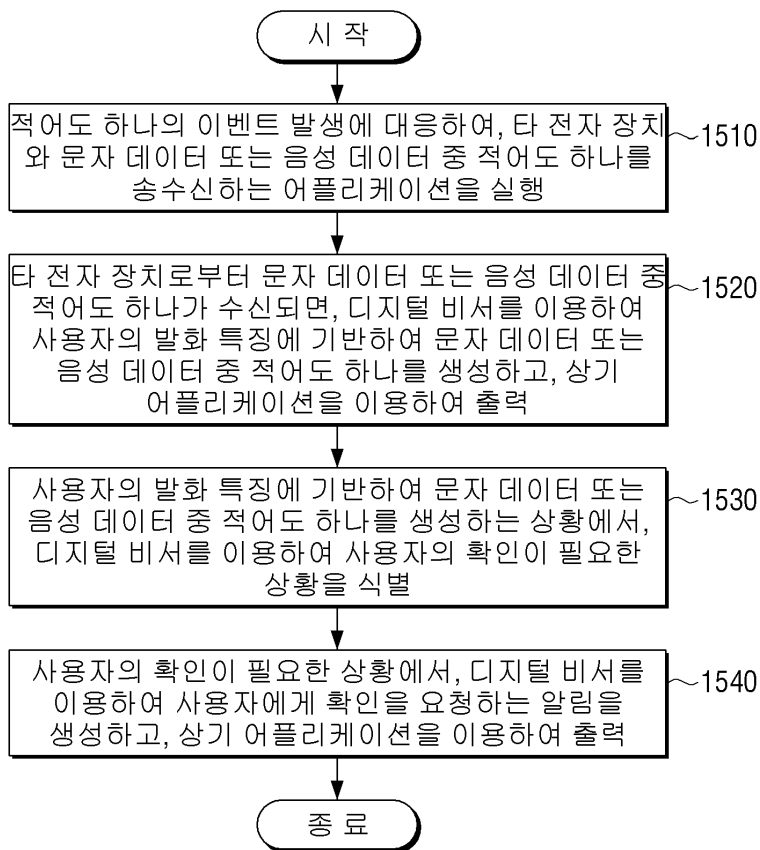 시 작
적어도 하나의 이벤트 발생에 대응하여, 타 전자 장치
와 문자 데이터 또는 음성 데이터 중 적어도 하나를
송수신하는 어플리케이션을 실행
1510
타 전자 장치로부터 문자 데이터 또는 음성 데이터 중
적어도 하나가 수신되면, 디지털 비서를 이용하여
사용자의 발화 특징에 기반하여 문자 데이터 또는
음성 데이터 중 적어도 하나를 생성하고, 상기
어플리케이션을 이용하여 출력
1520
사용자의 발화 특징에 기반하여 문자 데이터 또는
음성 데이터 중 적어도 하나를 생성하는 상황에서,
디지털 비서를 이용하여 사용자의 확인이 필요한
상황을 식별
1530
사용자의 확인이 필요한 상황에서, 디지털 비서를
이용하여 사용자에게 확인을 요청하는 알림을
생성하고, 상기 어플리케이션을 이용하여 출력
1540
종 료